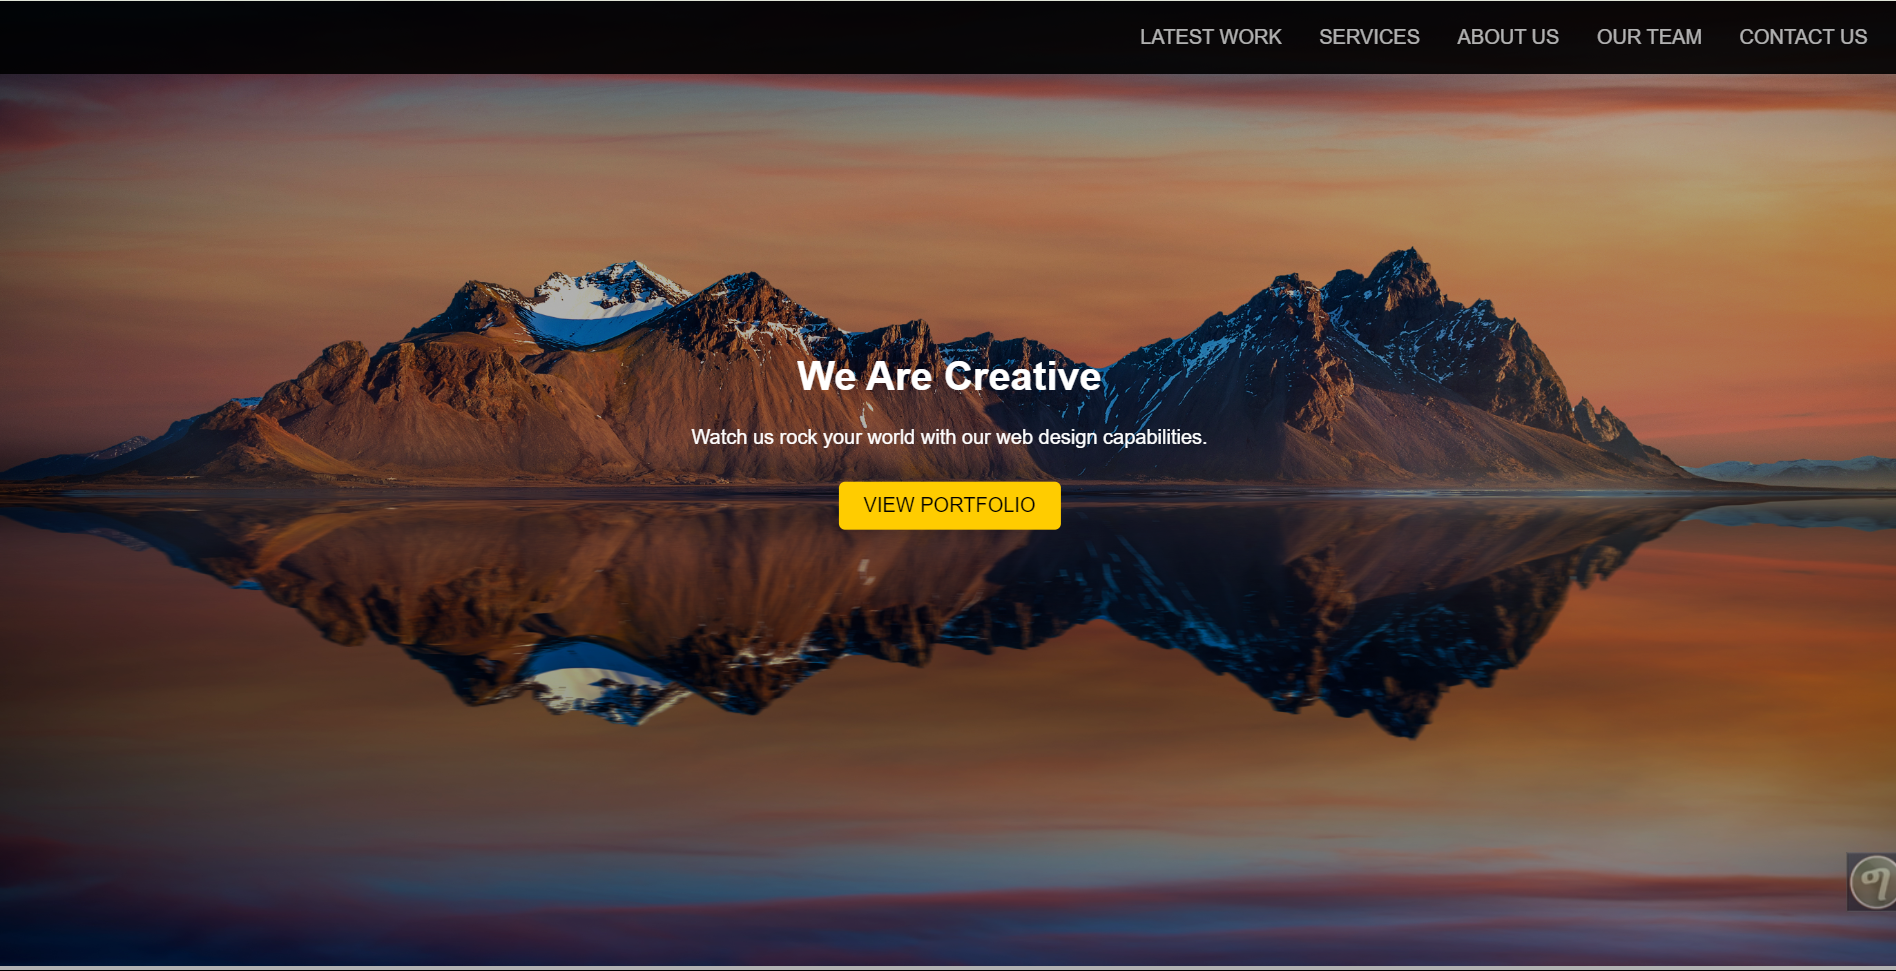 LATEST WORK SERVICES ABOUT US OUR TEAM CONTACT US
We Are Creative
Watch us rock your world with our web design capabilities.
VIEW PORTFOLIO